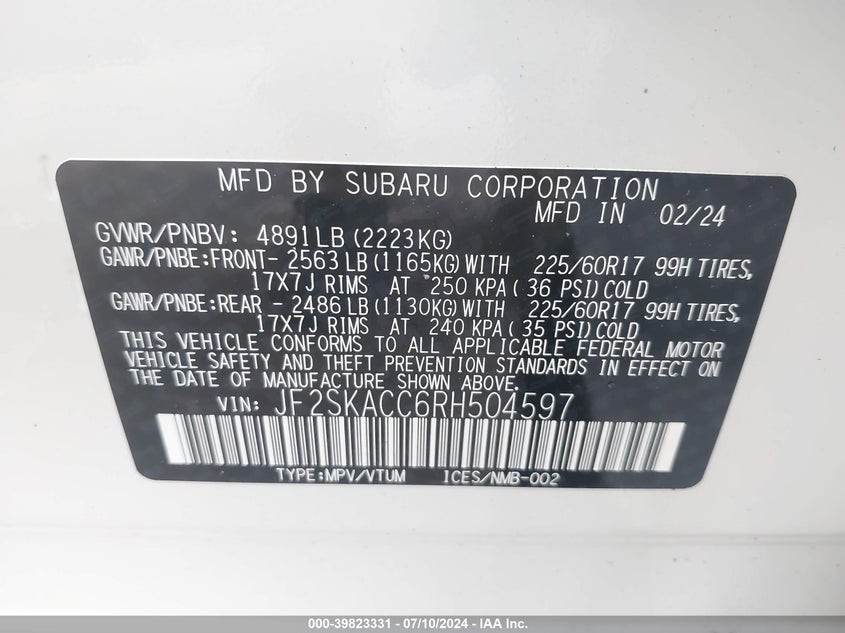 MFD BY SUBARU CORPORATION
MFD IN 02/24
GVWR/PNBV: 4891LB (2223KG)
GAWR/PNBE:FRONT- 2563 LB (1165KG) WITH 225/60R17 99H TIRES,
17X7J RIMS AT 250 KPA ( 36 PSI) COLD
GAWR/PNBE:REAR - 2486 LB (1130KG) WITH 225/60R17 99H TIRES,
17X7J RIMS AT 240 KPA ( 35 PSI) COLD
THIS VEHICLE CONFORMS TO ALL APPLICABLE FEDERAL MOTOR
VEHICLE SAFETY AND THEFT PREVENTION STANDARDS IN EFFECT ON
THE DATE OF MANUFACTURE SHOWN ABOVE.
VIN: JF2SKACC6RH504597
TYPE:MPV/VTUM ICES/NMB-002
000-39823331 - 07/10/2024 - IAA Inc.